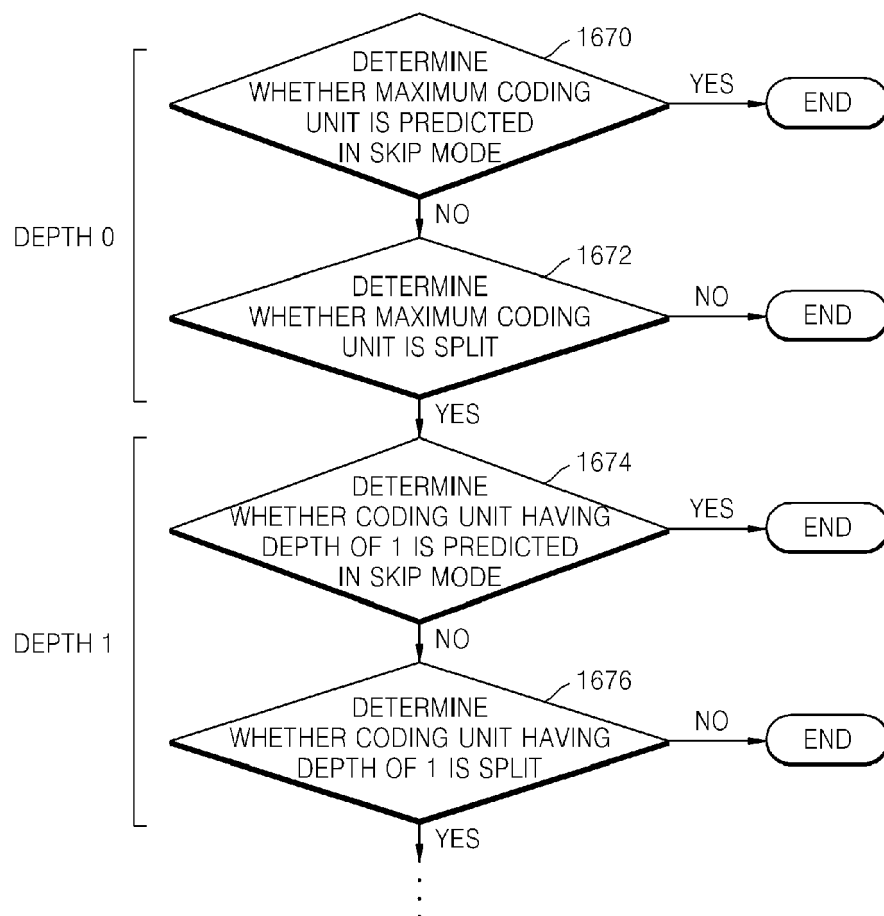 1670
DETERMINE
WHETHER MAXIMUM CODING
UNIT IS PREDICTED
IN SKIP MODE
YES
END
NO
DEPTH 0
1672
DETERMINE
WHETHER MAXIMUM CODING
UNIT IS SPLIT
NO
END
YES
1674
DETERMINE
WHETHER CODING UNIT HAVING
DEPTH OF 1 IS PREDICTED
IN SKIP MODE
YES
END
NO
DEPTH 1
1676
DETERMINE
WHETHER CODING UNIT HAVING
DEPTH OF 1 IS SPLIT
NO
END
YES